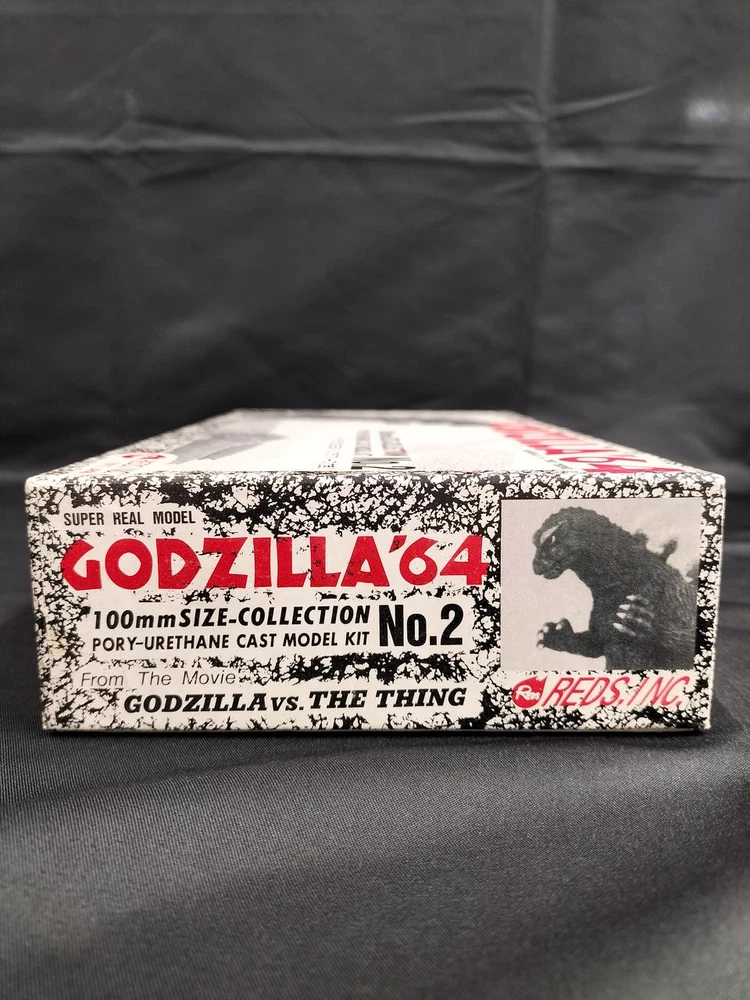 SUPER REAL MODEL
GODZILLA'64
100mmSIZE-COLLECTION
PORY-URETHANE CAST MODEL KIT
No.2
From The Movie
GODZILLA vs. THE THING
REDS.INC.